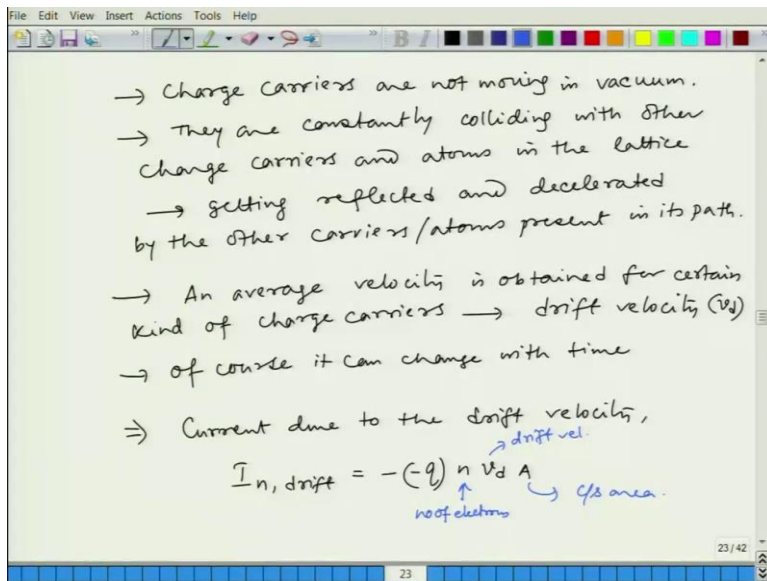 File Edit View Insert Actions Tools Help
→ Charge Carriers are not moving in vacuum.
→ They are constantly colliding with other
charge carriers and atoms in the lattice
→ getting reflected and decelerated
by the other carriers/atoms present in its path.
→ An average velocity is obtained for certain
kind of charge carriers → drift velocity (vd)
→ of course it can change with time
⇒ Current due to the drift velocity,
→ drift vel.
I n, drift = -(-q) n vd A
→ c/s area.
no of electrons
23/42
23